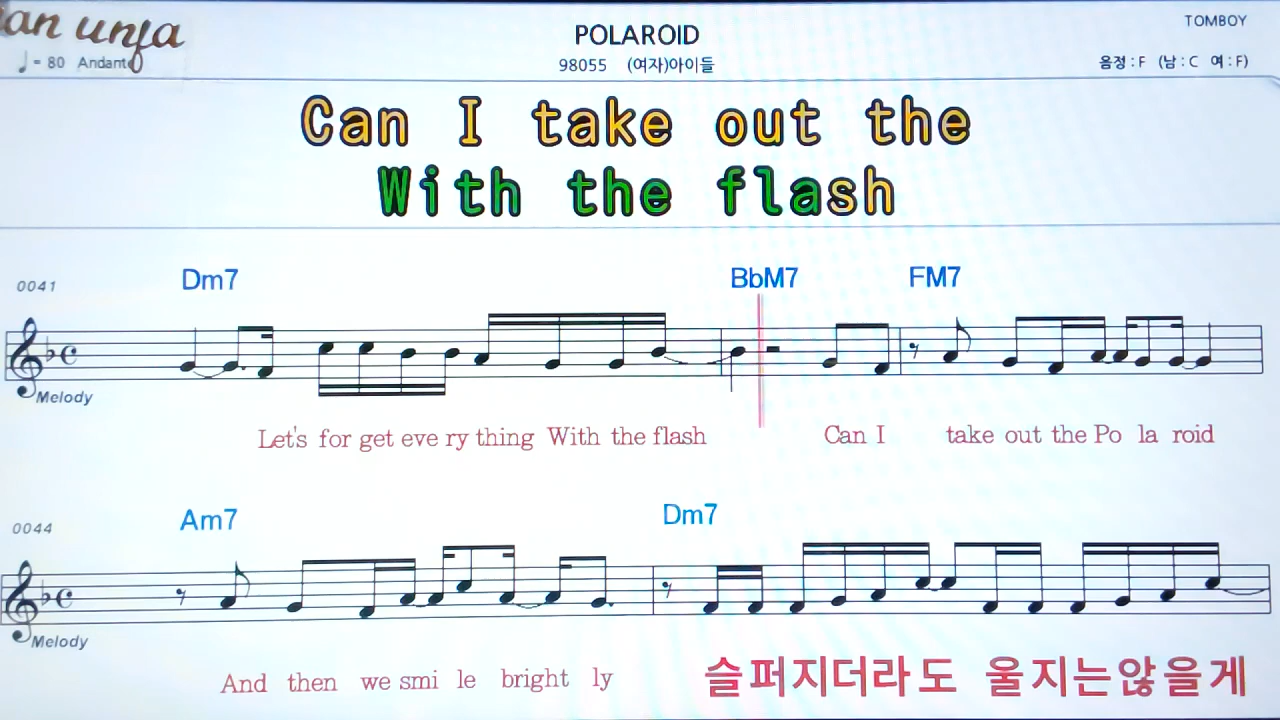 an unja
TOMBOY
POLAROID
♩= 80 Andante
98055 (여자)아이들
음정 : F (남 : C 여 : F)
Can I take out the
With the flash
0041
Dm7
BbM7
FM7
Melody
Let's for get eve ry thing With the flash Can I take out the Po la roid
0044
Am7
Dm7
Melody
And then we smi le bright ly 슬퍼지더라도 울지는않을게